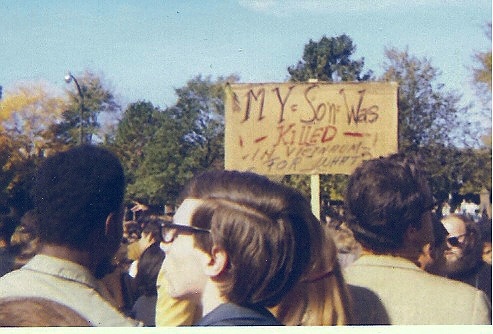 MY SON WAS
KILLED
IN VIETNAM
FOR WHAT?